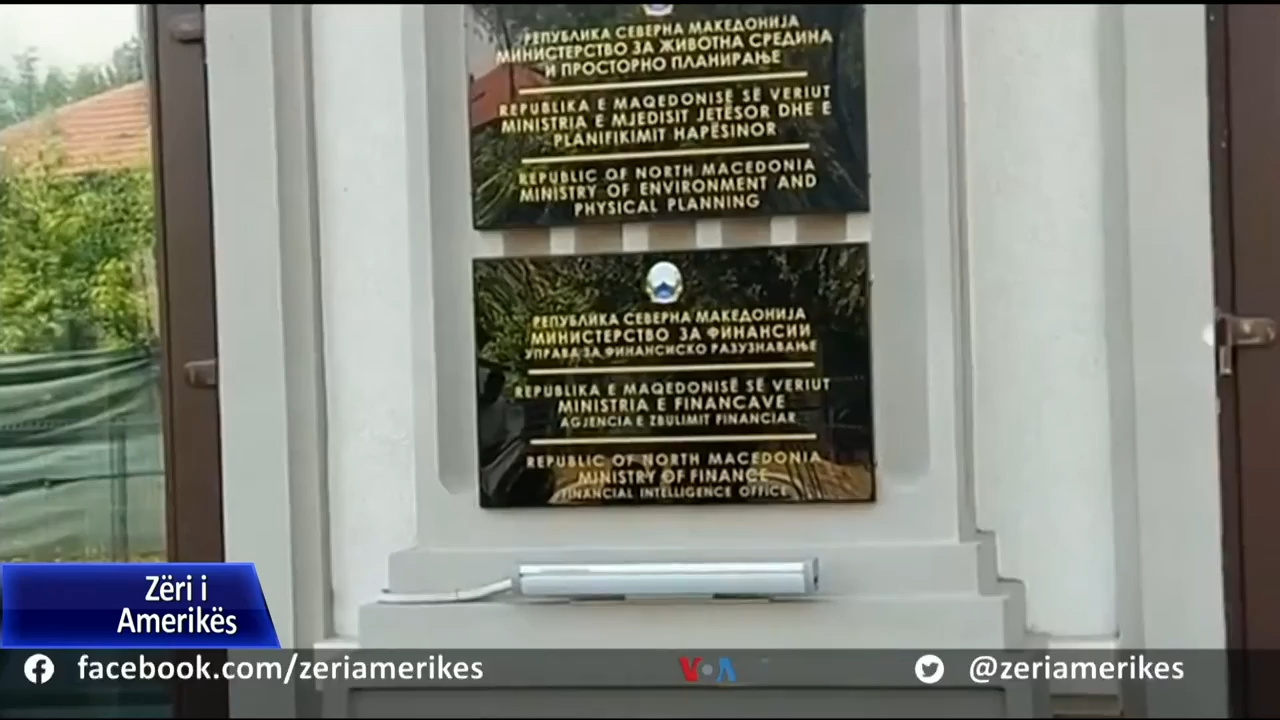 РЕПУБЛИКА СЕВЕРНА МАКЕДОНИЈА
МИНИСТЕРСТВО ЗА ЖИВОТНА СРЕДИНА
И ПРОСТОРНО ПЛАНИРАЊЕ
REPUBLIKA E MAQEDONISË SË VERIUT
MINISTRIA E MJEDISIT JETËSOR DHE E
PLANIFIKIMIT HAPËSINOR
REPUBLIC OF NORTH MACEDONIA
MINISTRY OF ENVIRONMENT AND
PHYSICAL PLANNING
РЕПУБЛИКА СЕВЕРНА МАКЕДОНИЈА
МИНИСТЕРСТВО ЗА ФИНАНСИИ
УПРАВА ЗА ФИНАНСИСКО РАЗУЗНАВАЊЕ
REPUBLIKA E MAQEDONISË SË VERIUT
MINISTRIA E FINANCAVE
AGJENCIA E ZBULIMIT FINANCIAR
REPUBLIC OF NORTH MACEDONIA
MINISTRY OF FINANCE
FINANCIAL INTELLIGENCE OFFICE
Zëri i
Amerikës
facebook.com/zeriamerikes
VOA
@zeriamerikes